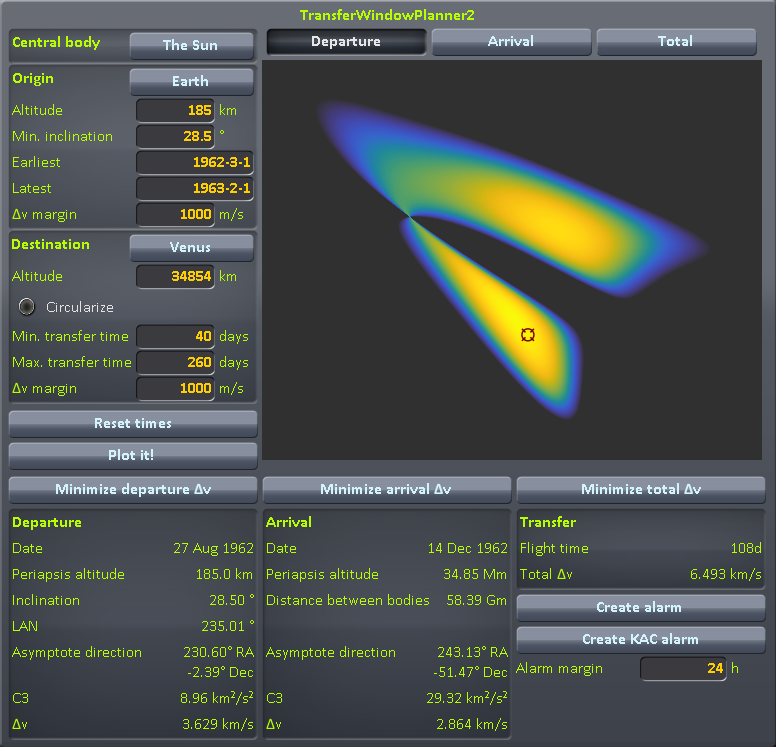 TransferWindowPlanner2
Central body The Sun
Departure Arrival Total
Origin Earth
Altitude 185 km
Min. inclination 28.5 °
Earliest 1962-3-1
Latest 1963-2-1
Δv margin 1000 m/s
Destination Venus
Altitude 34854 km
Circularize
Min. transfer time 40 days
Max. transfer time 260 days
Δv margin 1000 m/s
Reset times
Plot it!
Minimize departure Δv
Departure
Date 27 Aug 1962
Periapsis altitude 185.0 km
Inclination 28.50 °
LAN 235.01 °
Asymptote direction 230.60° RA
-2.39° Dec
C3 8.96 km²/s²
Δv 3.629 km/s
Minimize arrival Δv
Arrival
Date 14 Dec 1962
Periapsis altitude 34.85 Mm
Distance between bodies 58.39 Gm
Asymptote direction 243.13° RA
-51.47° Dec
C3 29.32 km²/s²
Δv 2.864 km/s
Minimize total Δv
Transfer
Flight time 108d
Total Δv 6.493 km/s
Create alarm
Create KAC alarm
Alarm margin 24 h